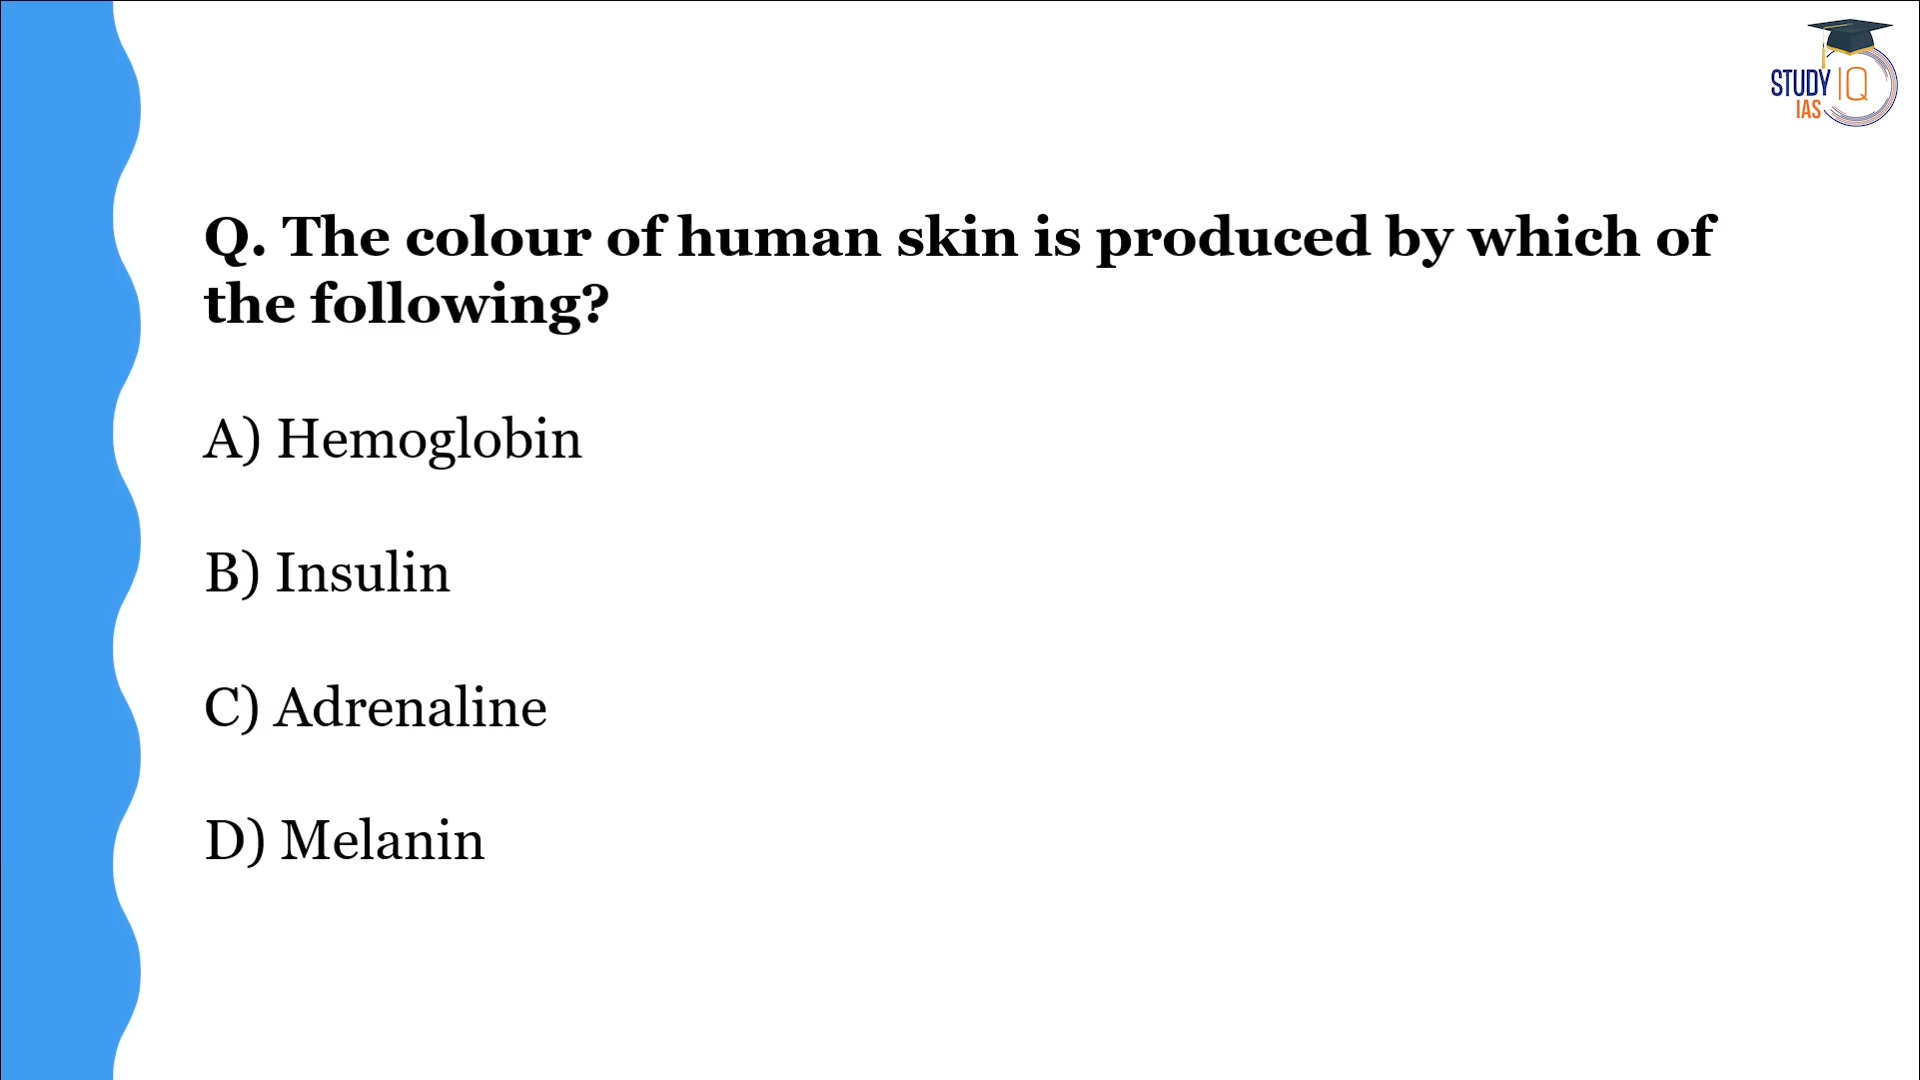 STUDY IQ
IAS
Q. The colour of human skin is produced by which of
the following?
A) Hemoglobin
B) Insulin
C) Adrenaline
D) Melanin